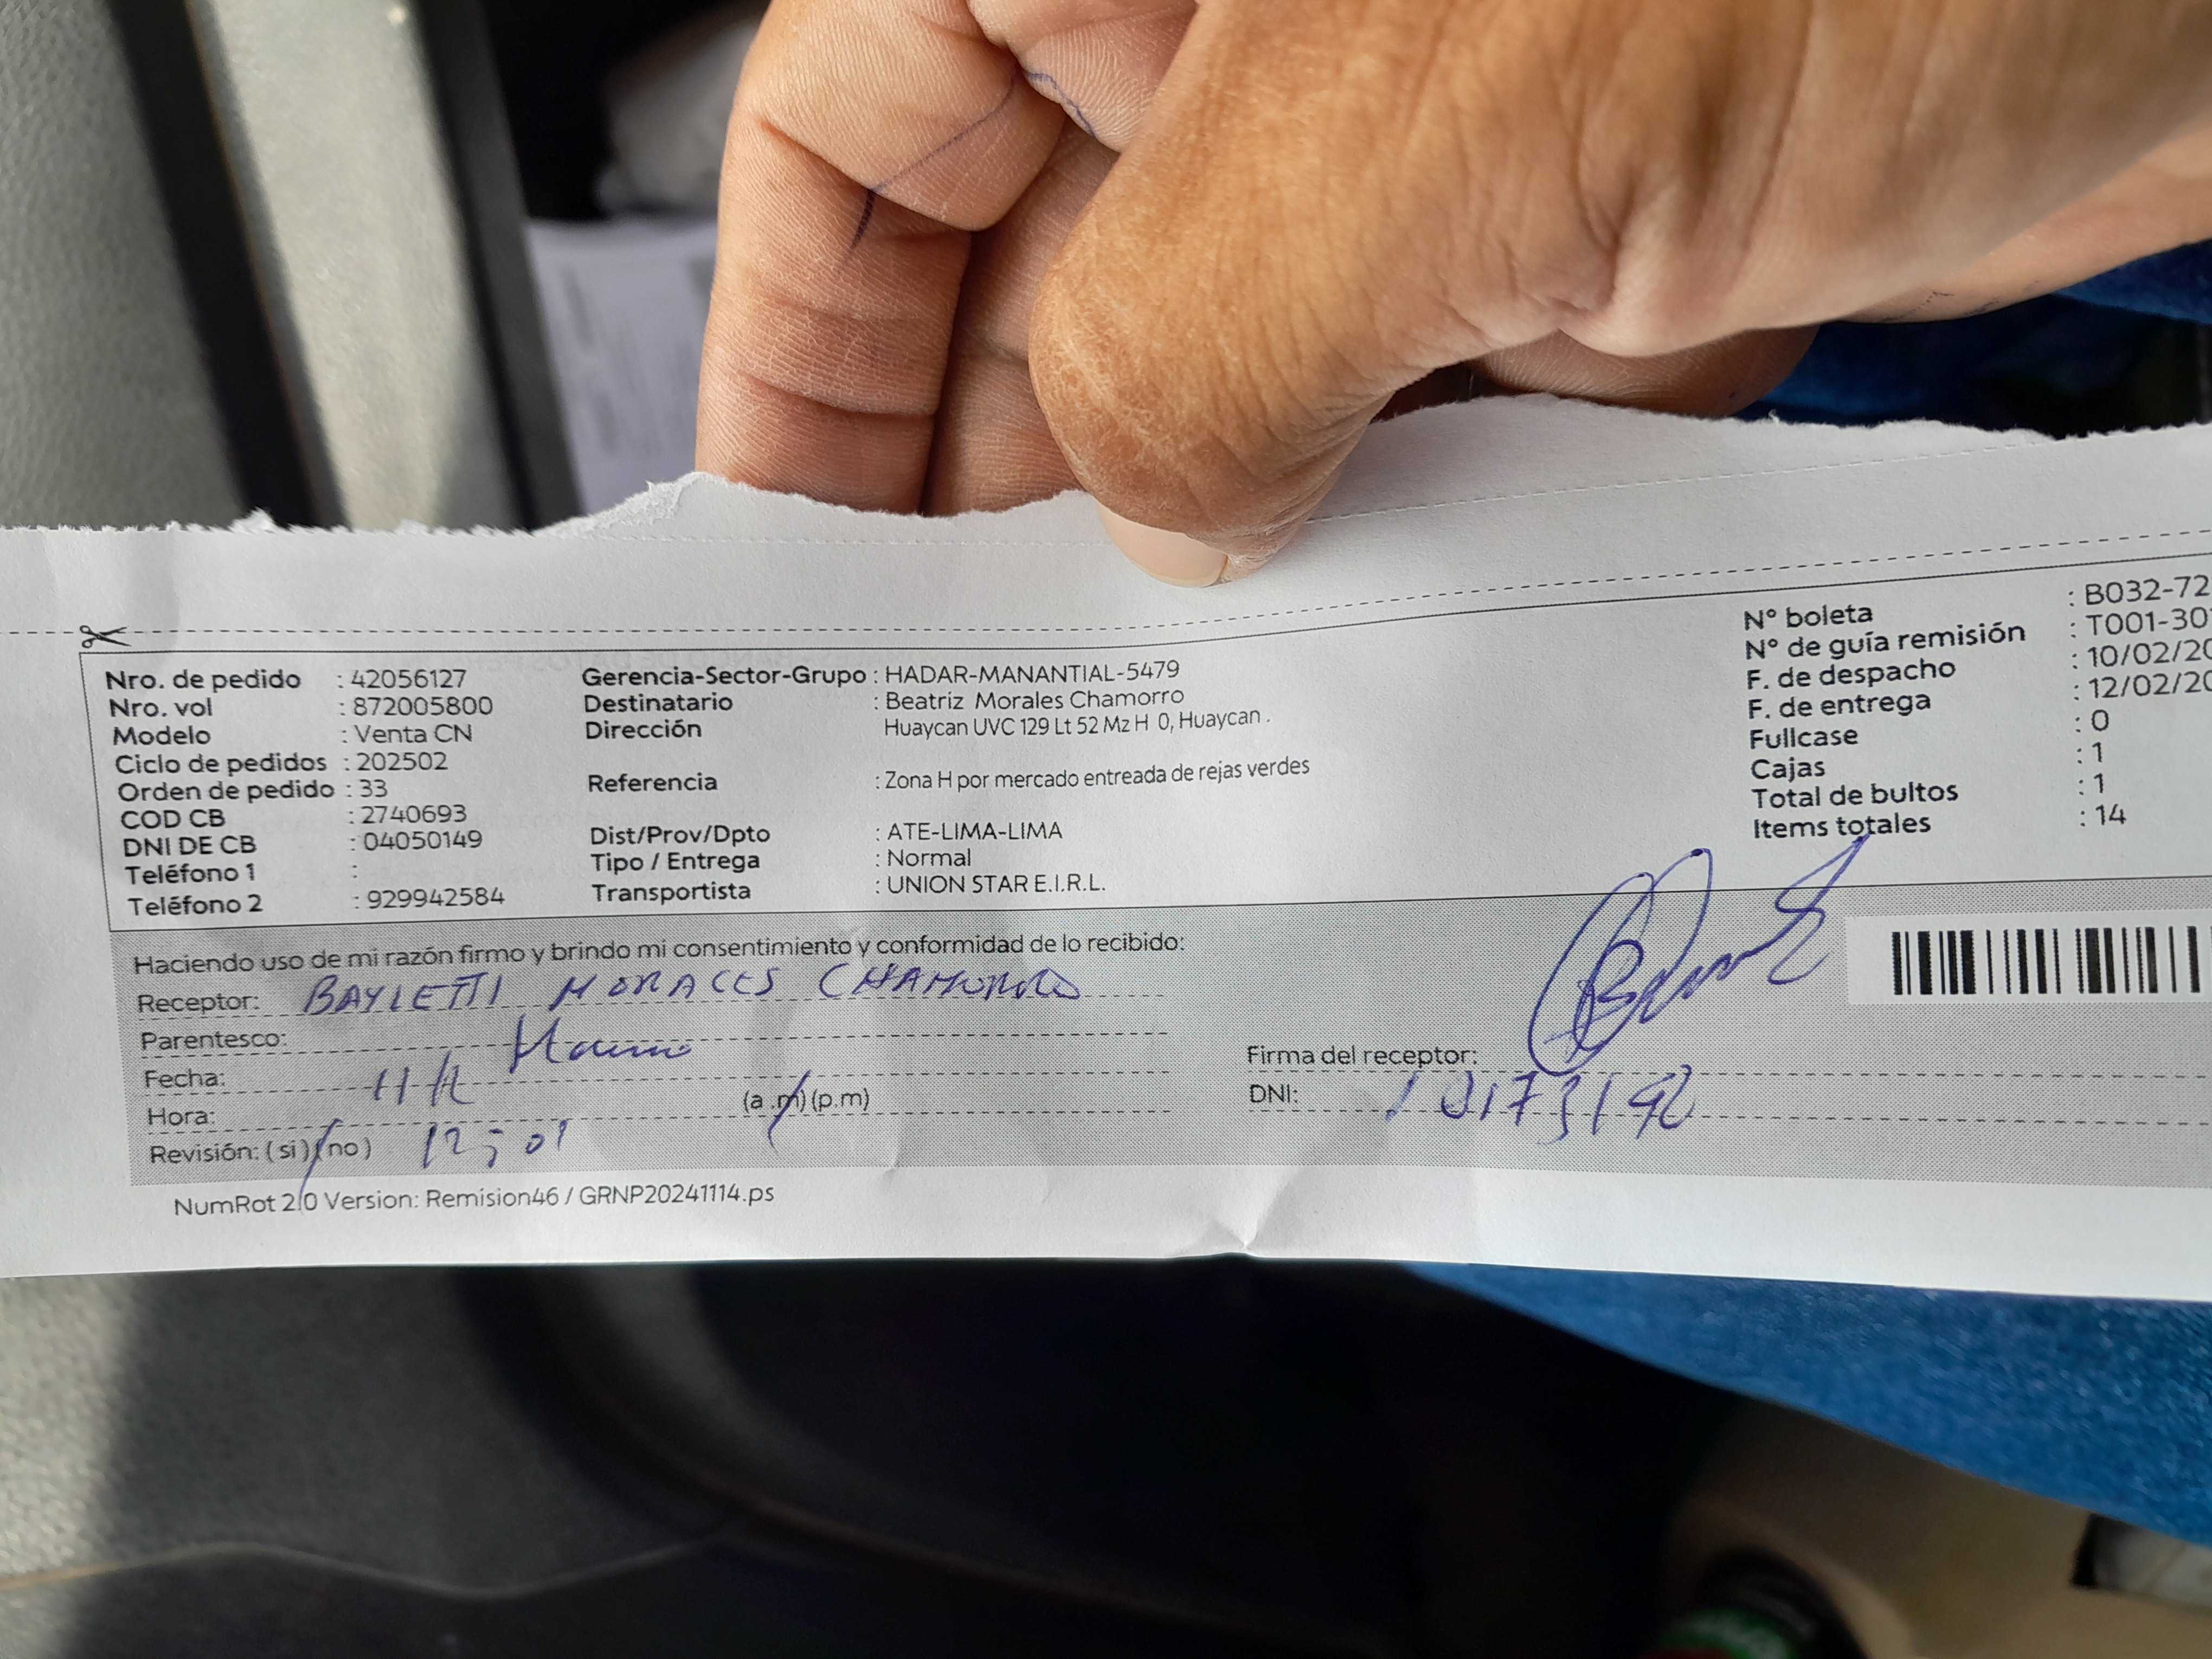 Nro. de pedido : 42056127
Nro. vol : 872005800
Modelo : Venta CN
Ciclo de pedidos : 202502
Orden de pedido : 33
COD CB : 2740693
DNI DE CB : 04050149
Teléfono 1 :
Teléfono 2 : 929942584
Gerencia-Sector-Grupo : HADAR-MANANTIAL-5479
Destinatario : Beatriz Morales Chamorro
Dirección Huaycan UVC 129 Lt 52 Mz H 0, Huaycan .
Referencia : Zona H por mercado entreada de rejas verdes
Dist/Prov/Dpto : ATE-LIMA-LIMA
Tipo / Entrega : Normal
Transportista : UNION STAR E.I.R.L.
N° boleta : B032-72
N° de guía remisión : T001-30
F. de despacho : 10/02/20
F. de entrega : 12/02/20
Fullcase : 0
Cajas : 1
Total de bultos : 1
Items totales : 14
Haciendo uso de mi razón firmo y brindo mi consentimiento y conformidad de lo recibido:
Receptor: BAYLETTI MORALES CHAMORRO
Parentesco:
Fecha:
Hora: (a .m) (p.m)
Revisión: ( si ) (no ) 12;01
Firma del receptor:
DNI:
NumRot 2.0 Version: Remision46 / GRNP20241114.ps